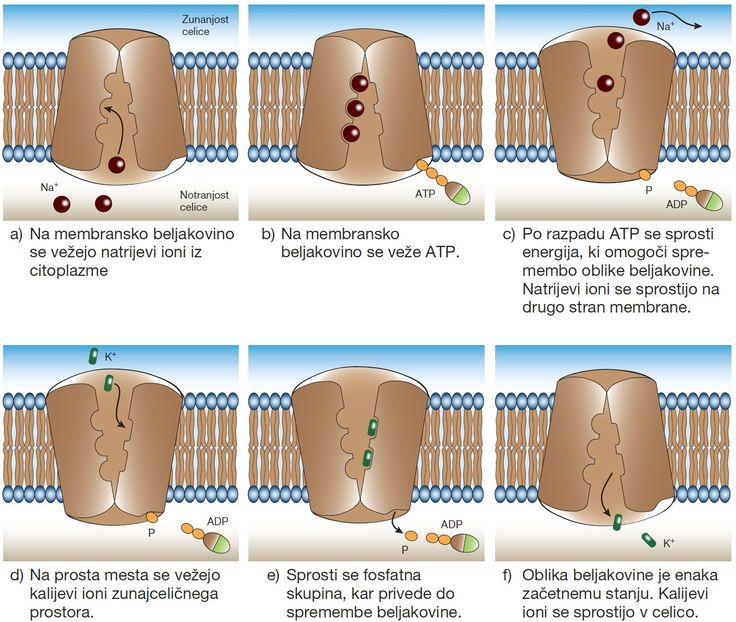 Zunanjost
celice
Na⁺
Notranjost
celice
a) Na membransko beljakovino
se vežejo natrijevi ioni iz
citoplazme
ATP
b) Na membransko
beljakovino se veže ATP.
Na⁺
P
ADP
c) Po razpadu ATP se sprosti
energija, ki omogoči spre-
membo oblike beljakovine.
Natrijevi ioni se sprostijo na
drugo stran membrane.
K⁺
P
ADP
d) Na prosta mesta se vežejo
kalijevi ioni zunajceličnega
prostora.
P
ADP
e) Sprosti se fosfatna
skupina, kar privede do
spremembe beljakovine.
K⁺
f) Oblika beljakovine je enaka
začetnemu stanju. Kalijevi
ioni se sprostijo v celico.